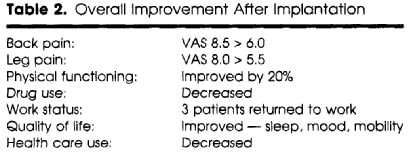 Table 2. Overall Improvement After Implantation
Back pain: VAS 8.5 > 6.0
Leg pain: VAS 8.0 > 5.5
Physical functioning: Improved by 20%
Drug use: Decreased
Work status: 3 patients returned to work
Quality of life: Improved — sleep, mood, mobility
Health care use: Decreased